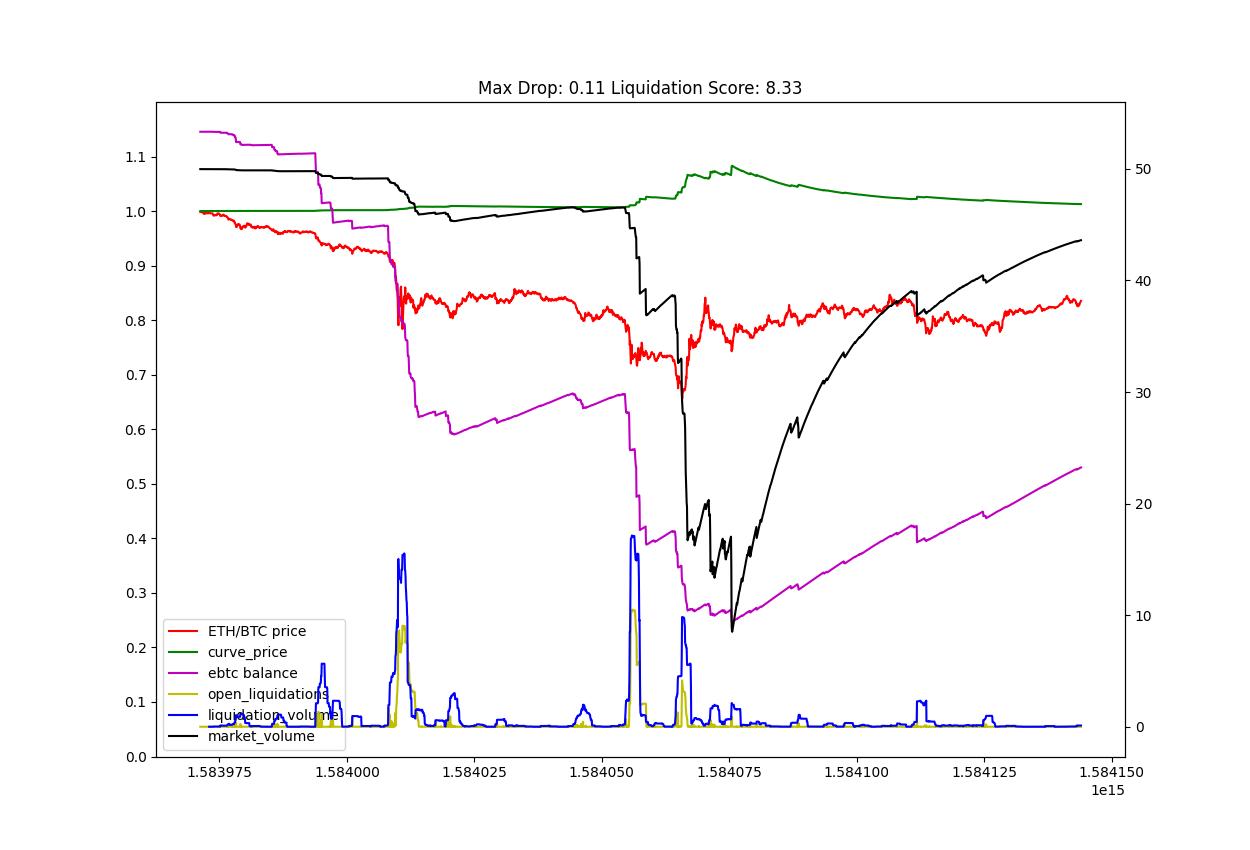 Max Drop: 0.11 Liquidation Score: 8.33
1.1
1.0
0.9
0.8
0.7
0.6
0.5
0.4
0.3
0.2
0.1
0.0
50
40
30
20
10
0
ETH/BTC price
curve_price
ebtc balance
open_liquidations
liquidation_volume
market_volume
1.583975 1.584000 1.584025 1.584050 1.584075 1.584100 1.584125 1.584150
1e15